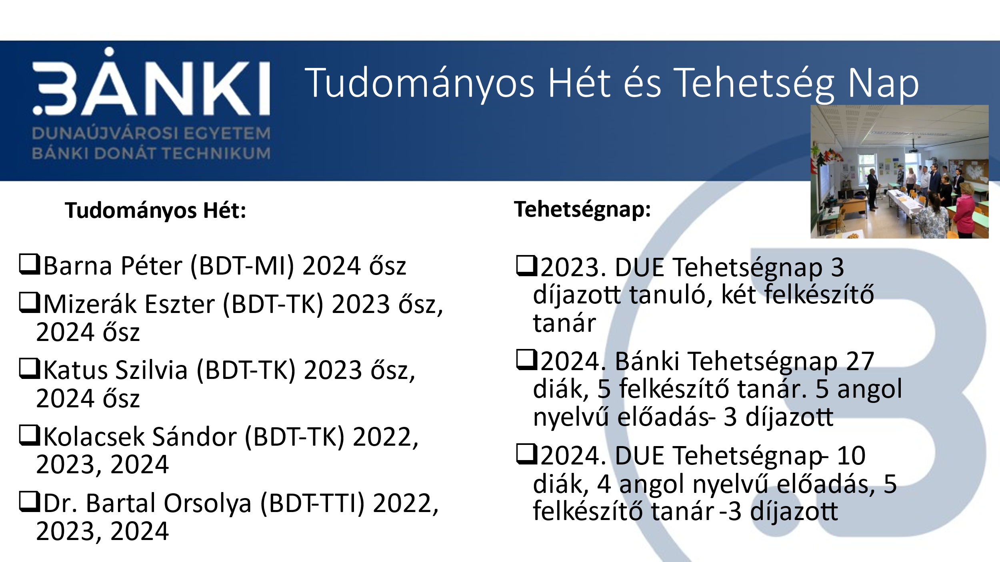 BÁNKI
DUNAÚJVÁROSI EGYETEM
BÁNKI DONÁT TECHNIKUM
Tudományos Hét és Tehetség Nap
Tudományos Hét:
Barna Péter (BDT-MI) 2024 ősz
Mizerák Eszter (BDT-TK) 2023 ősz,
2024 ősz
Katus Szilvia (BDT-TK) 2023 ősz,
2024 ősz
Kolacsek Sándor (BDT-TK) 2022,
2023, 2024
Dr. Bartal Orsolya (BDT-TTI) 2022,
2023, 2024
Tehetségnap:
2023. DUE Tehetségnap 3
díjazott tanuló, két felkészítő
tanár
2024. Bánki Tehetségnap 27
diák, 5 felkészítő tanár. 5 angol
nyelvű előadás- 3 díjazott
2024. DUE Tehetségnap- 10
diák, 4 angol nyelvű előadás, 5
felkészítő tanár -3 díjazott